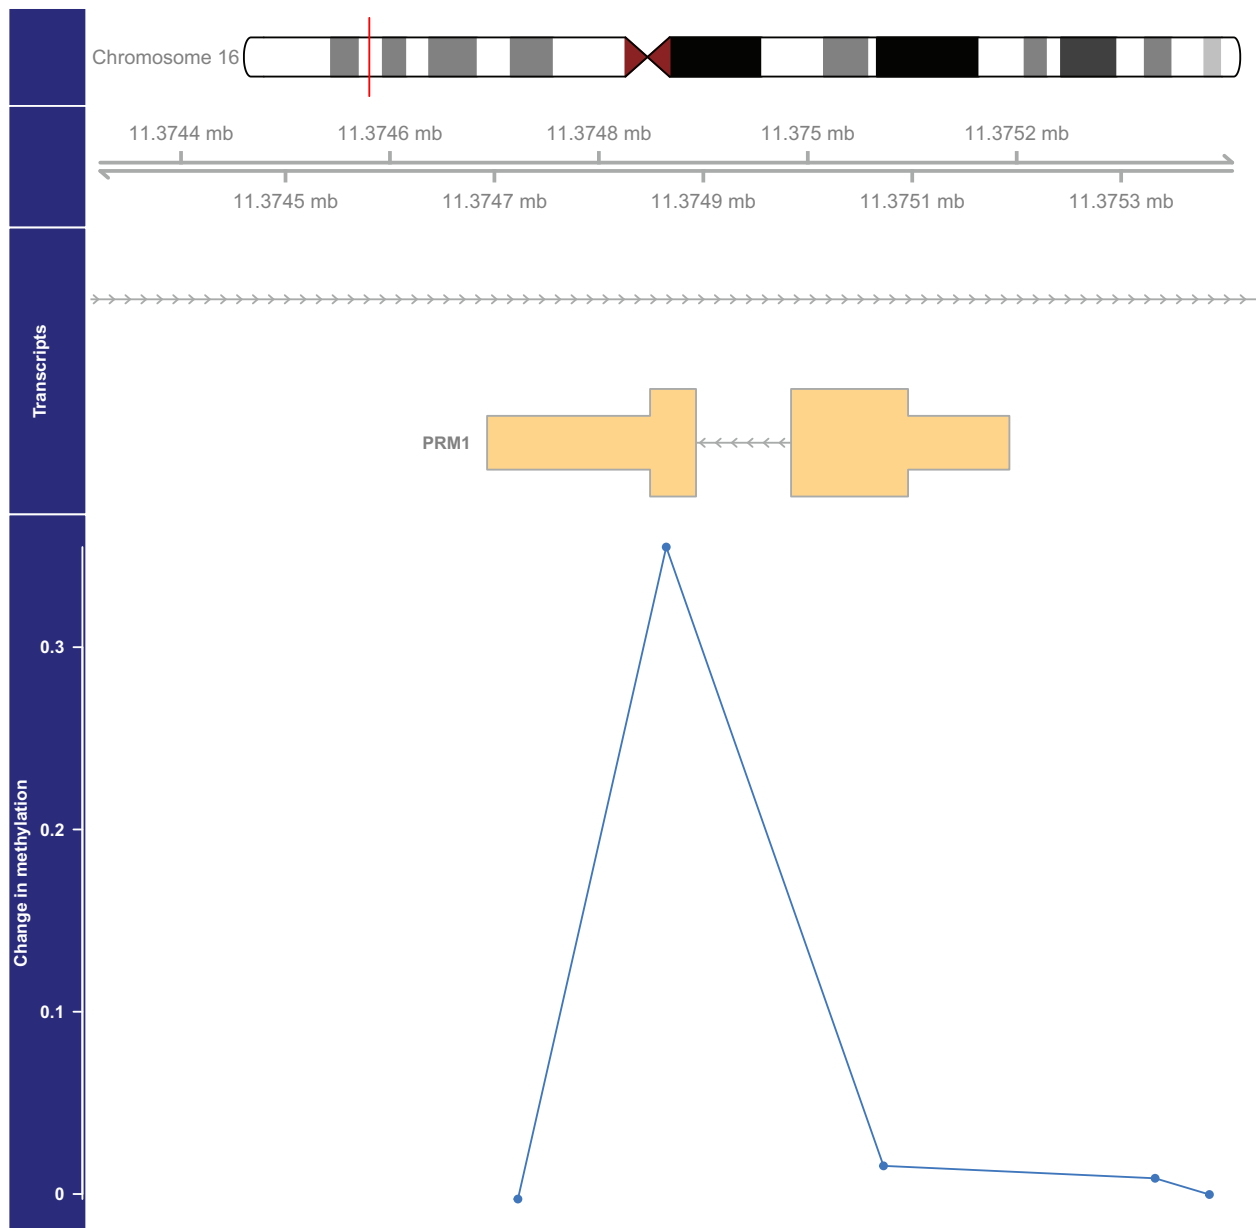 Chromosome 16
11.3744 mb
11.3746 mb
11.3748 mb
11.375 mb
11.3752 mb
11.3745 mb
11.3747 mb
11.3749 mb
11.3751 mb
11.3753 mb
Transcripts
PRM1
Change in methylation
0.3
0.2
0.1
0